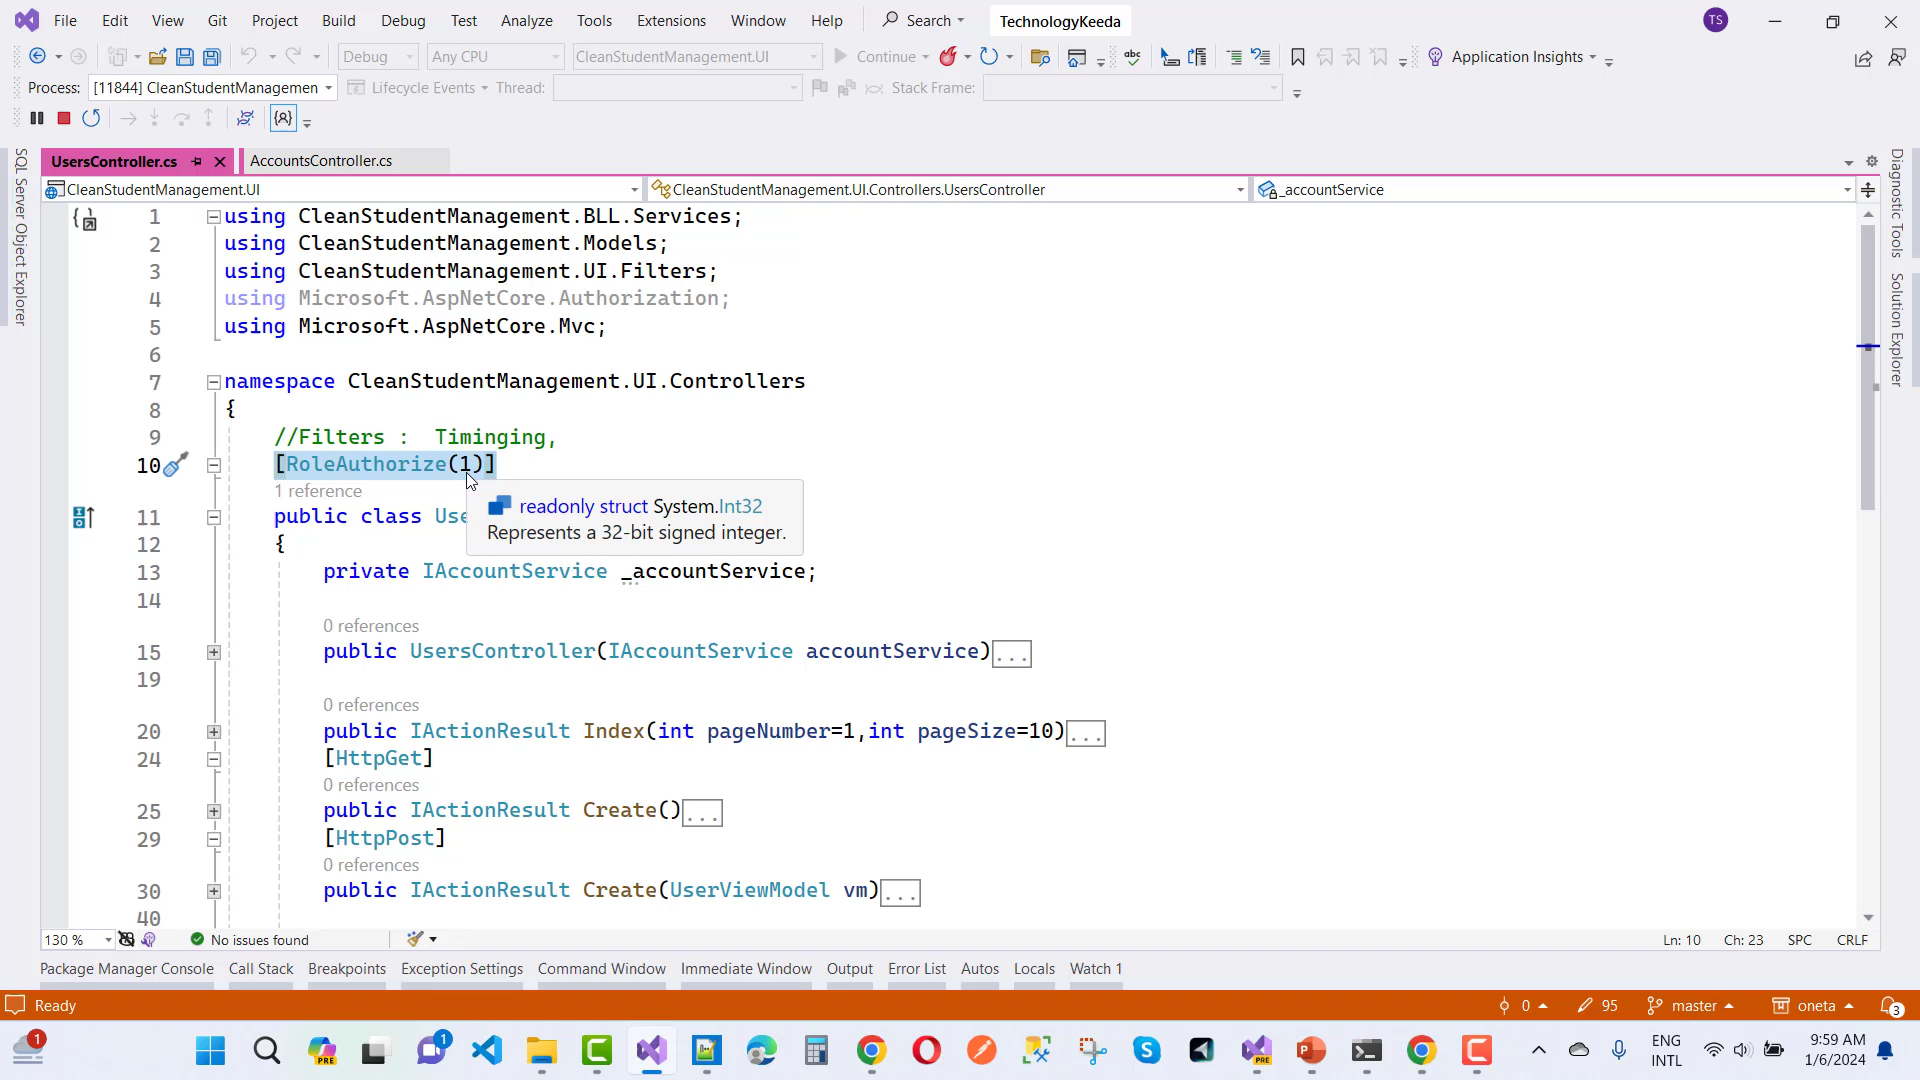 File Edit View Git Project Build Debug Test Analyze Tools Extensions Window Help Search TechnologyKeeda TS
Debug Any CPU CleanStudentManagement.UI Continue abc Application Insights
Process: [11844] CleanStudentManagemen Lifecycle Events Thread: Stack Frame:
SQL Server Object Explorer
UsersController.cs AccountsController.cs
CleanStudentManagement.UI CleanStudentManagement.UI.Controllers.UsersController _accountService
Diagnostic Tools
Solution Explorer
1 using CleanStudentManagement.BLL.Services;
2 using CleanStudentManagement.Models;
3 using CleanStudentManagement.UI.Filters;
4 using Microsoft.AspNetCore.Authorization;
5 using Microsoft.AspNetCore.Mvc;
6
7 namespace CleanStudentManagement.UI.Controllers
8 {
9 //Filters : Timinging,
10 [RoleAuthorize(1)]
1 reference
readonly struct System.Int32
Represents a 32-bit signed integer.
11 public class Use
12 {
13 private IAccountService _accountService;
14
0 references
15 public UsersController(IAccountService accountService)...
19
0 references
20 public IActionResult Index(int pageNumber=1,int pageSize=10)...
24 [HttpGet]
0 references
25 public IActionResult Create()...
29 [HttpPost]
0 references
30 public IActionResult Create(UserViewModel vm)...
40
130 % No issues found Ln: 10 Ch: 23 SPC CRLF
Package Manager Console Call Stack Breakpoints Exception Settings Command Window Immediate Window Output Error List Autos Locals Watch 1
Ready 0 95 master oneta 3
1 PRE 1 PRE ENG INTL 9:59 AM 1/6/2024